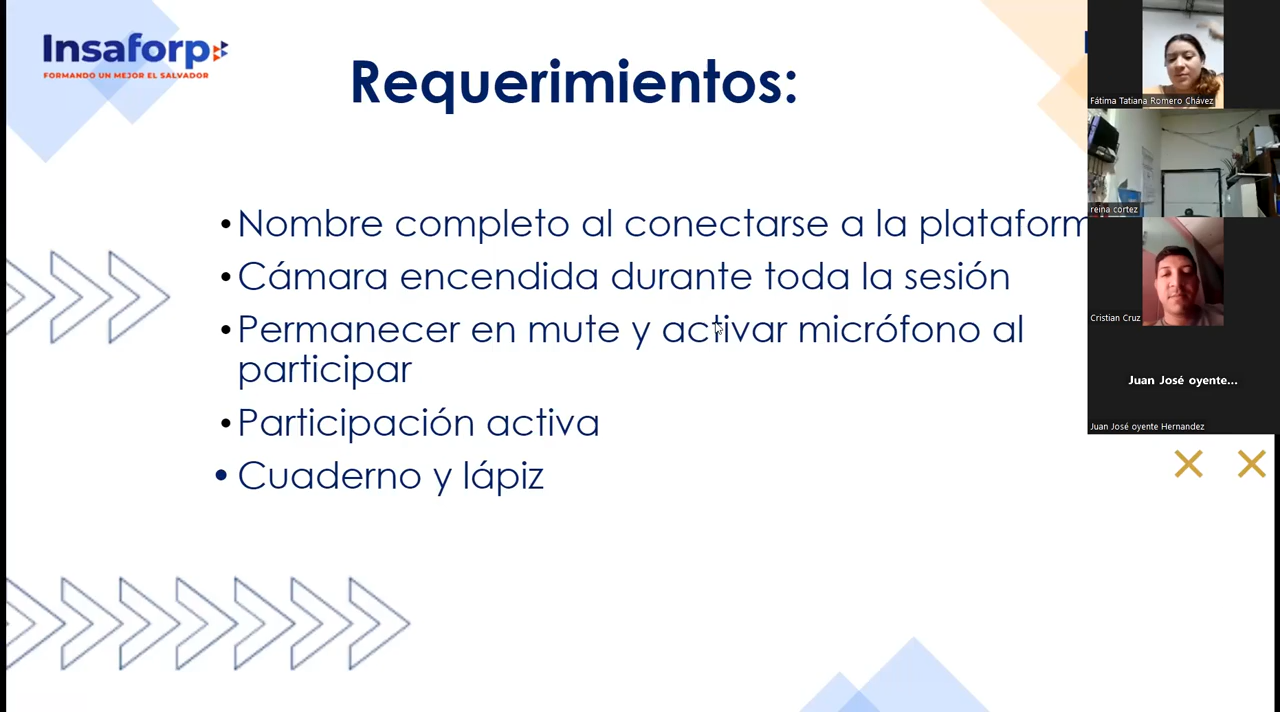 Insaforp
FORMANDO UN MEJOR EL SALVADOR
Requerimientos:
•Nombre completo al conectarse a la plataform
•Cámara encendida durante toda la sesión
•Permanecer en mute y activar micrófono al
participar
•Participación activa
•Cuaderno y lápiz
Fátima Tatiana Romero Chávez
reina cortez
Cristian Cruz
Juan José oyente...
Juan José oyente Hernandez